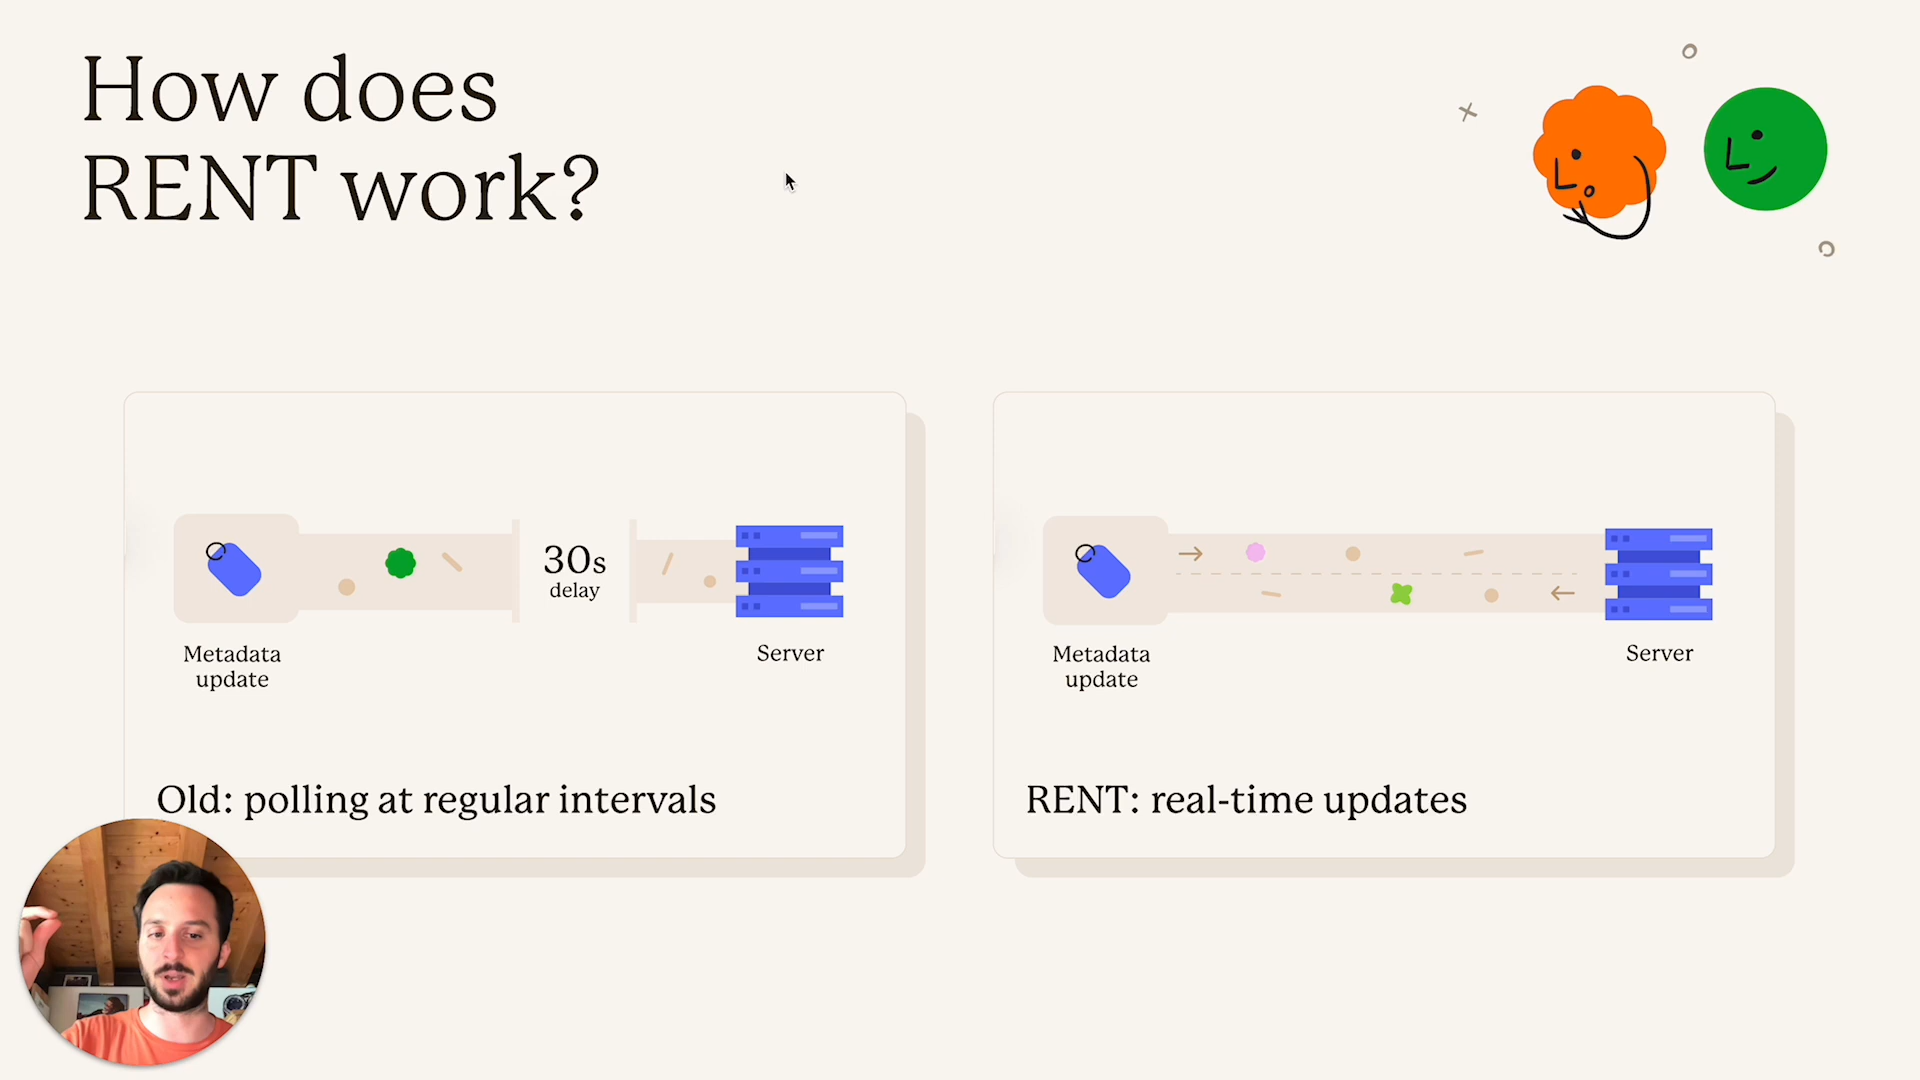 How does
RENT work?
30s
delay
Metadata
update
Server
Old: polling at regular intervals
Metadata
update
Server
RENT: real-time updates